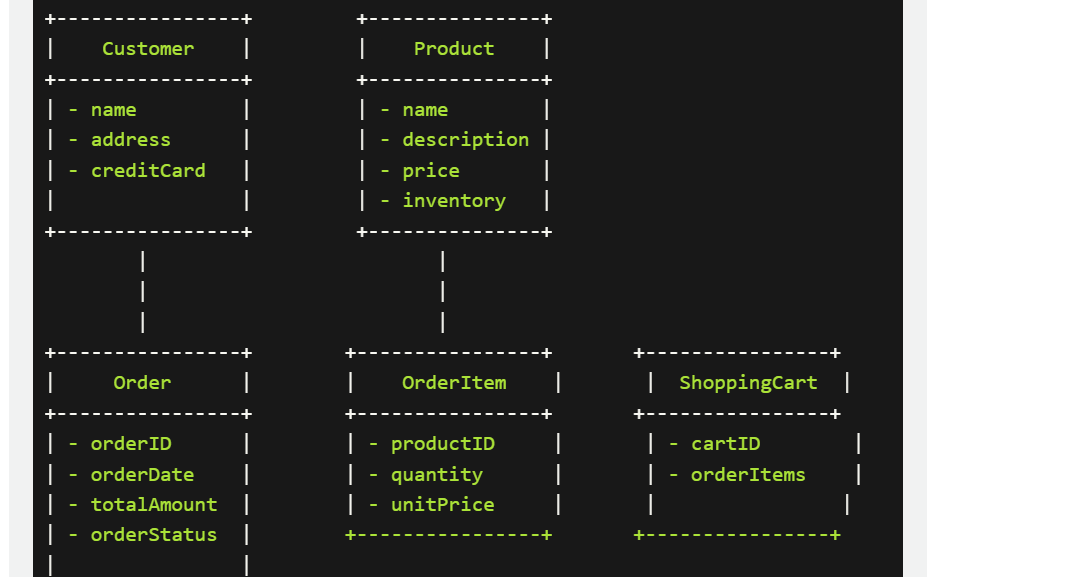 +----------------+         +---------------+
|    Customer    |         |    Product    |
+----------------+         +---------------+
| - name         |         | - name        |
| - address      |         | - description |
| - creditCard   |         | - price       |
|                |         | - inventory   |
+----------------+         +---------------+
        |                         |
        |                         |
        |                         |
+----------------+        +----------------+       +----------------+
|     Order      |        |    OrderItem    |       |  ShoppingCart  |
+----------------+        +----------------+       +----------------+
| - orderID      |        | - productID     |       | - cartID        |
| - orderDate    |        | - quantity      |       | - orderItems    |
| - totalAmount  |        | - unitPrice     |       |                |
| - orderStatus  |        +----------------+       +----------------+
|                |